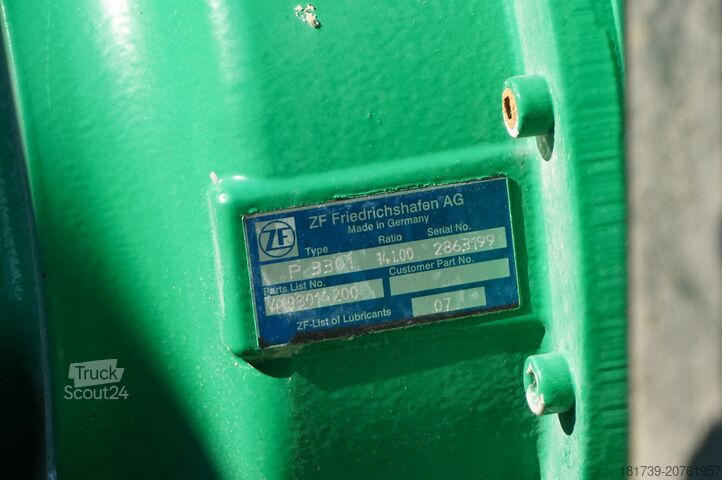 ZF Friedrichshafen AG
Made in Germany
ZF
Type Ratio Serial No.
P 3301 141.00 2863199
Parts List No. Customer Part No.
ZF-List of Lubricants 07
Truck
Scout24
181739-20761957